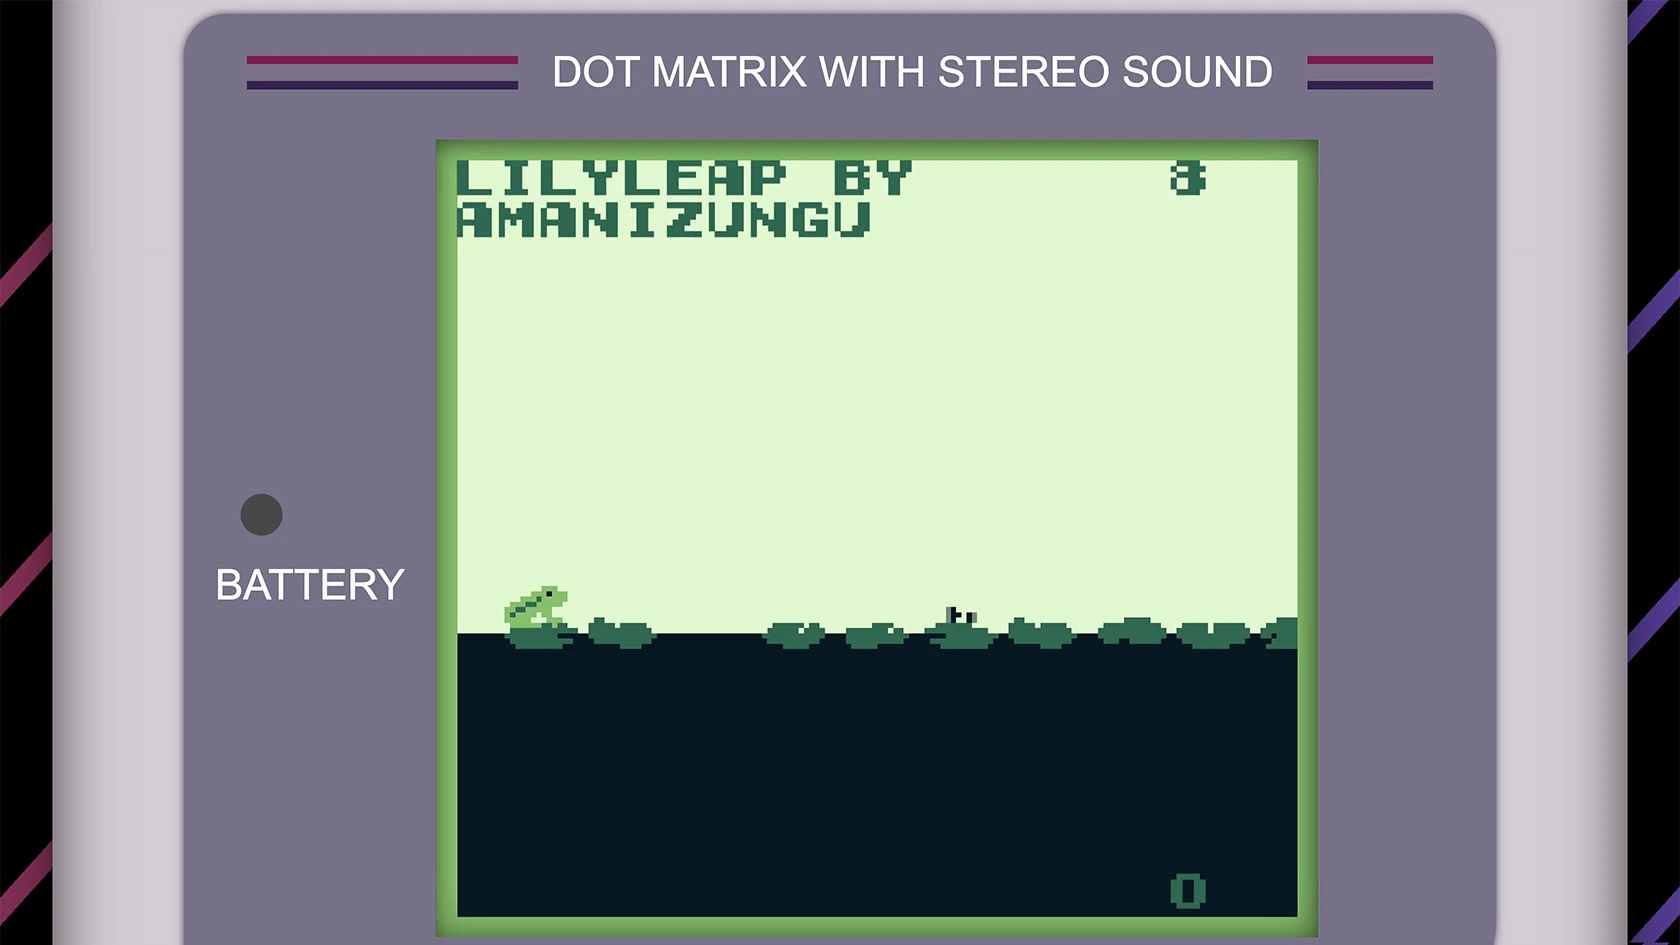 DOT MATRIX WITH STEREO SOUND
LILYLEAP BY
AMANIZUNGU
BATTERY
0